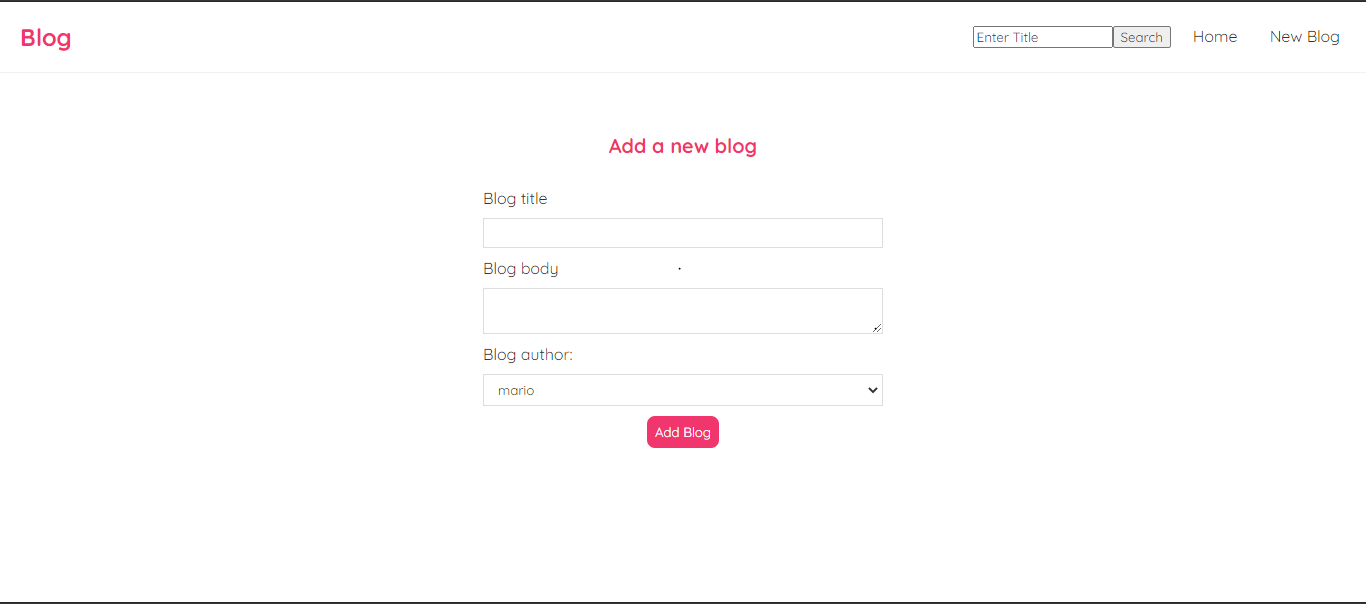 Blog
Enter Title Search Home New Blog
Add a new blog
Blog title
Blog body
Blog author:
mario
Add Blog